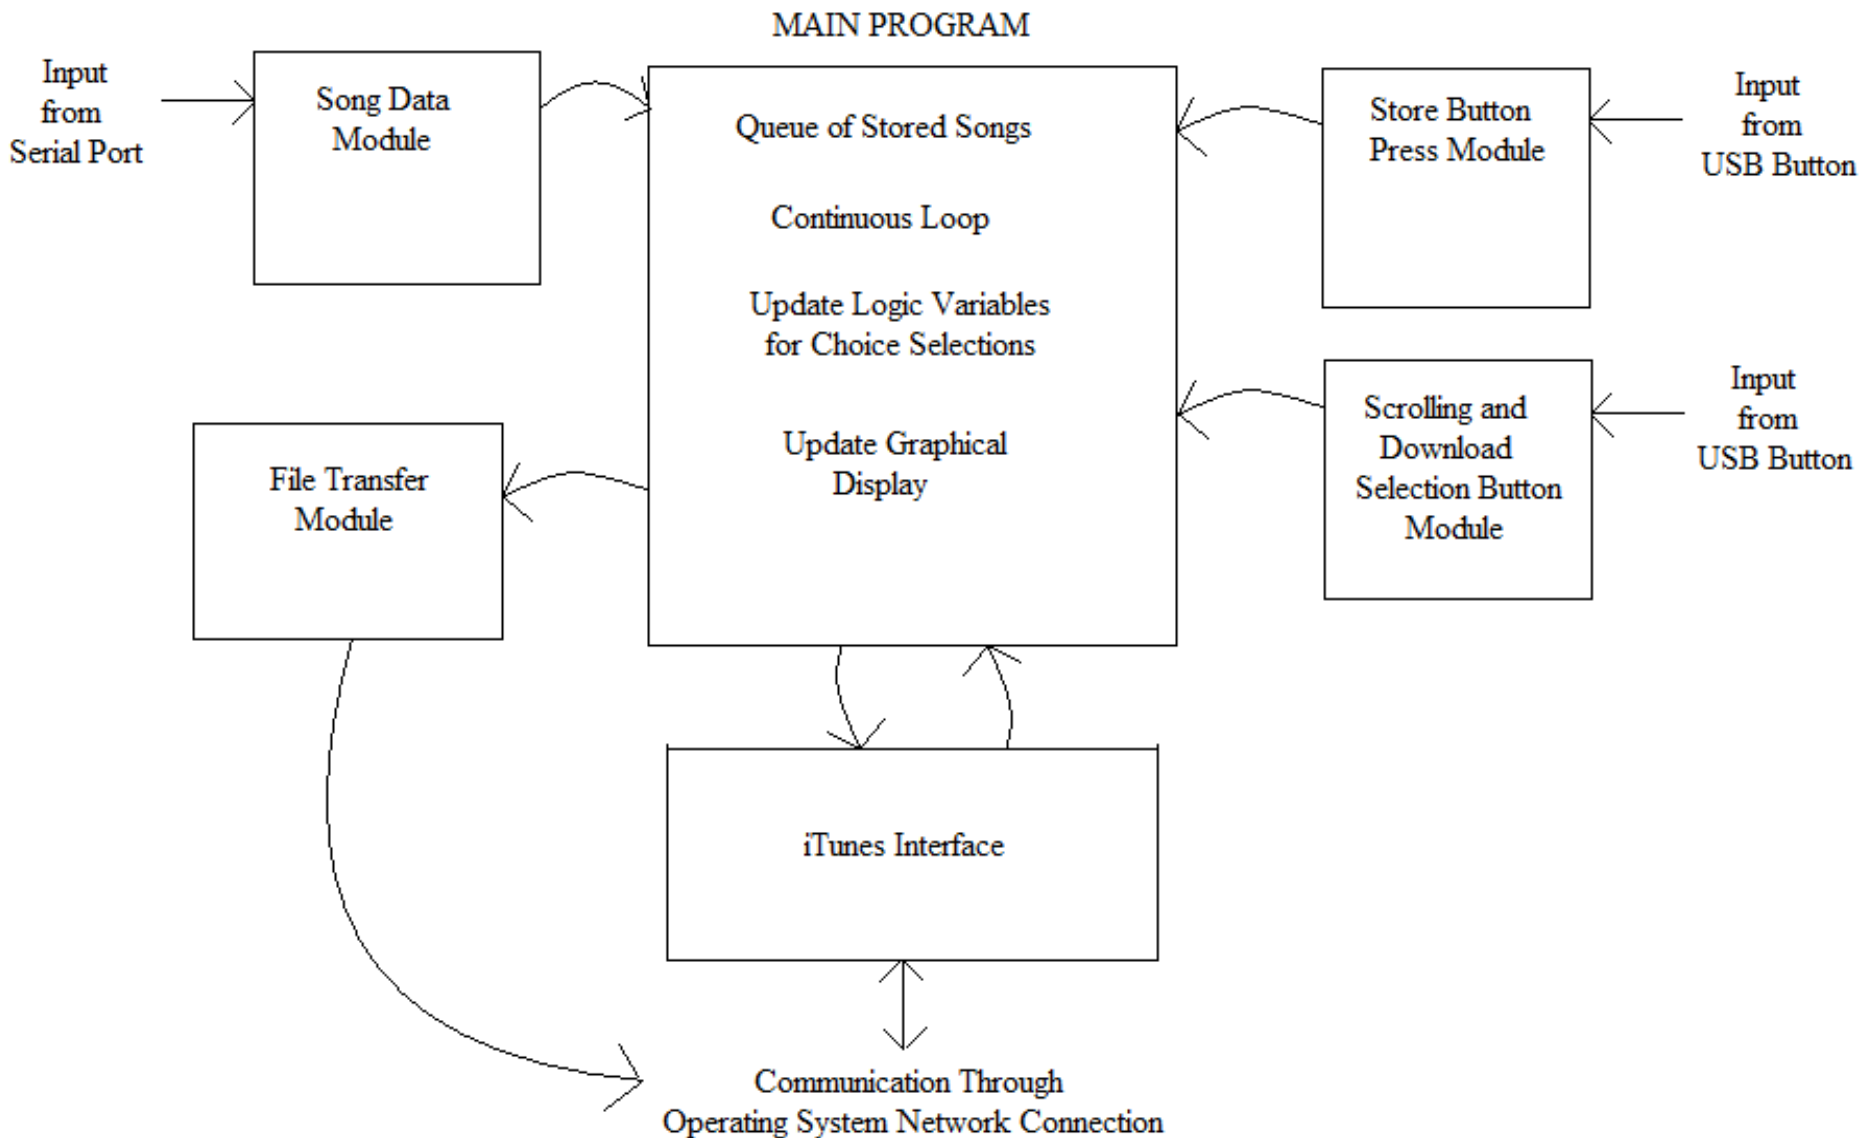 MAIN PROGRAM
Input
from
Serial Port
Song Data
Module
Queue of Stored Songs
Continuous Loop
Update Logic Variables
for Choice Selections
Update Graphical
Display
Store Button
Press Module
Input
from
USB Button
Scrolling and
Download
Selection Button
Module
Input
from
USB Button
File Transfer
Module
iTunes Interface
Communication Through
Operating System Network Connection